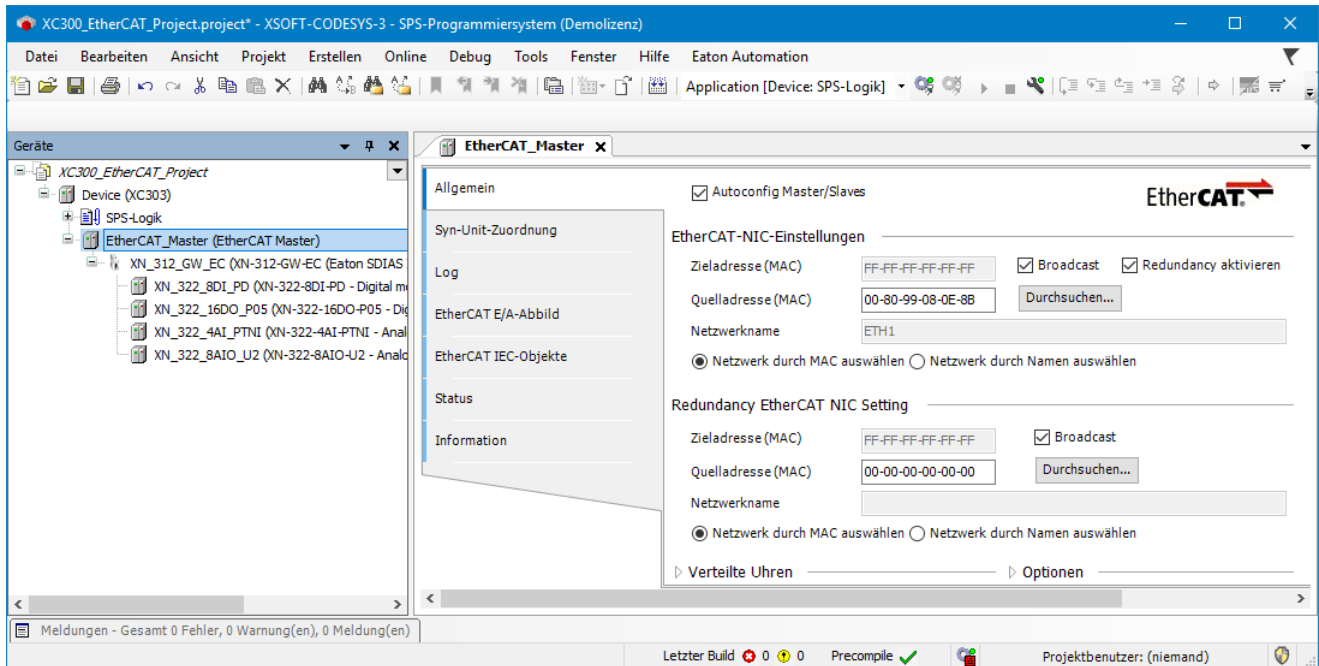 XC300_EtherCAT_Project.project* - XSOFT-CODESYS-3 - SPS-Programmiersystem (Demolizenz)
Datei Bearbeiten Ansicht Projekt Erstellen Online Debug Tools Fenster Hilfe Eaton Automation
Application [Device: SPS-Logik]
Geräte
XC300_EtherCAT_Project
Device (XC303)
SPS-Logik
EtherCAT_Master (EtherCAT Master)
XN_312_GW_EC (XN-312-GW-EC (Eaton SDIAS
XN_322_8DI_PD (XN-322-8DI-PD - Digital m
XN_322_16DO_P05 (XN-322-16DO-P05 - Dig
XN_322_4AI_PTNI (XN-322-4AI-PTNI - Anal
XN_322_8AIO_U2 (XN-322-8AIO-U2 - Analo
EtherCAT_Master
Allgemein
Syn-Unit-Zuordnung
Log
EtherCAT E/A-Abbild
EtherCAT IEC-Objekte
Status
Information
Autoconfig Master/Slaves
EtherCAT.
EtherCAT-NIC-Einstellungen
Zieladresse (MAC) FF-FF-FF-FF-FF-FF Broadcast Redundancy aktivieren
Quelladresse (MAC) 00-80-99-08-0E-8B Durchsuchen...
Netzwerkname ETH1
Netzwerk durch MAC auswählen Netzwerk durch Namen auswählen
Redundancy EtherCAT NIC Setting
Zieladresse (MAC) FF-FF-FF-FF-FF-FF Broadcast
Quelladresse (MAC) 00-00-00-00-00-00 Durchsuchen...
Netzwerkname
Netzwerk durch MAC auswählen Netzwerk durch Namen auswählen
Verteilte Uhren Optionen
Meldungen - Gesamt 0 Fehler, 0 Warnung(en), 0 Meldung(en)
Letzter Build 0 0 Precompile Projektbenutzer: (niemand)